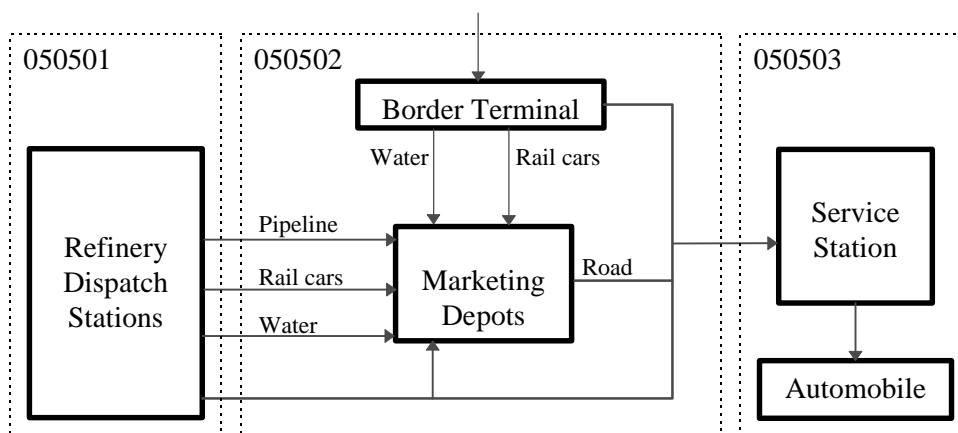 050501
050502
050503
Border Terminal
Water
Rail cars
Refinery
Dispatch
Stations
Pipeline
Rail cars
Water
Marketing
Depots
Road
Service
Station
Automobile